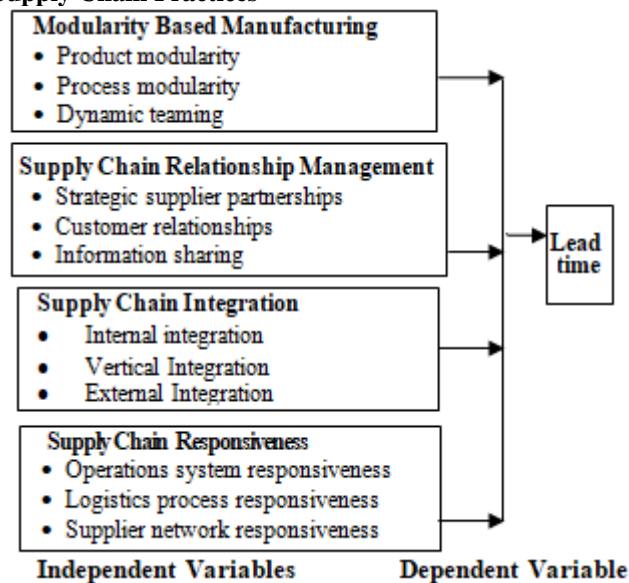 Supply Chain Practices
Modularity Based Manufacturing
• Product modularity
• Process modularity
• Dynamic teaming
Supply Chain Relationship Management
• Strategic supplier partnerships
• Customer relationships
• Information sharing
Lead
time
Supply Chain Integration
• Internal integration
• Vertical Integration
• External Integration
Supply Chain Responsiveness
• Operations system responsiveness
• Logistics process responsiveness
• Supplier network responsiveness
Independent Variables
Dependent Variable